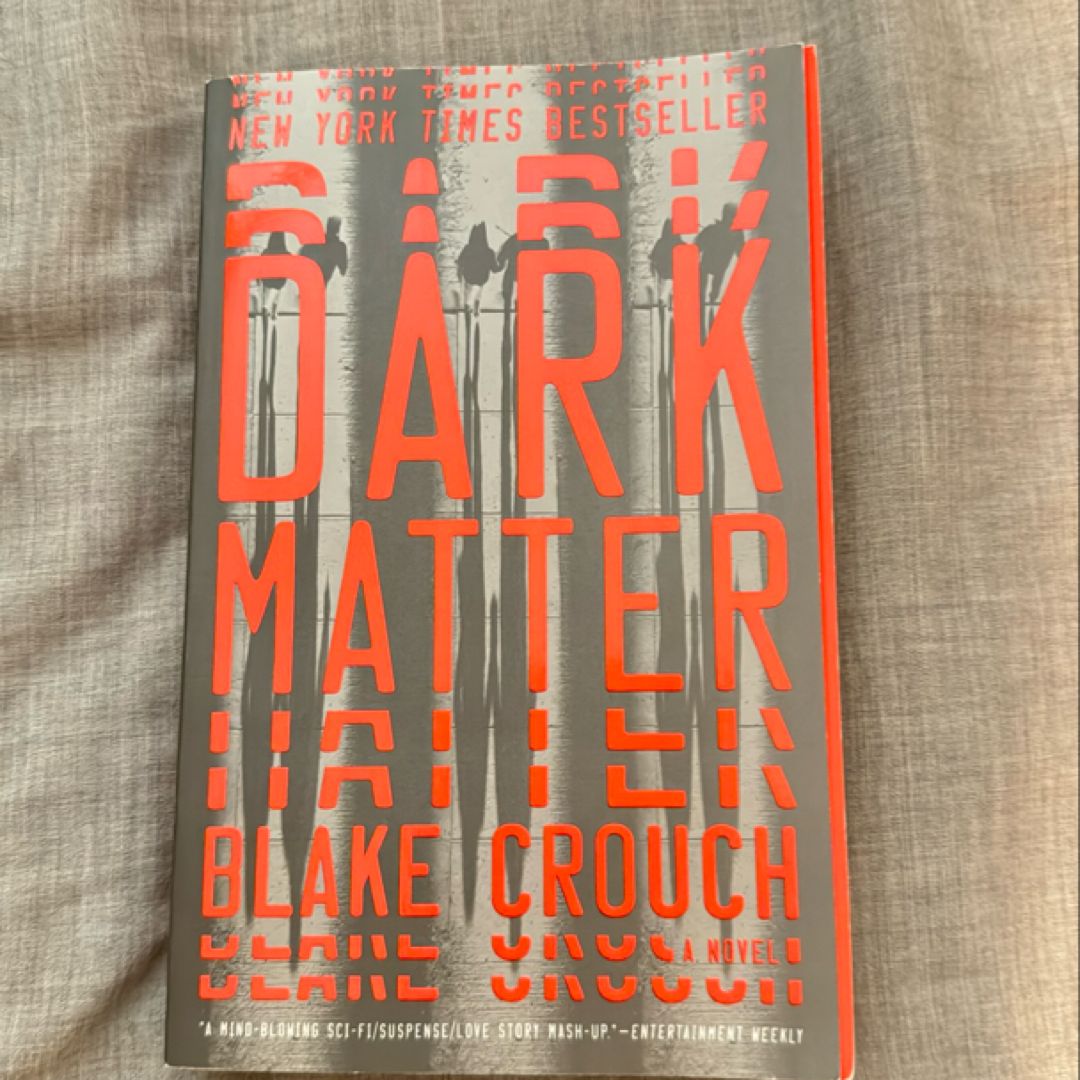 NEW YORK TIMES BESTSELLER
DARK
MATTER
BLAKE CROUCH
A NOVEL
"A MIND-BLOWING SCI-FI/SUSPENSE/LOVE STORY MASH-UP."—ENTERTAINMENT WEEKLY